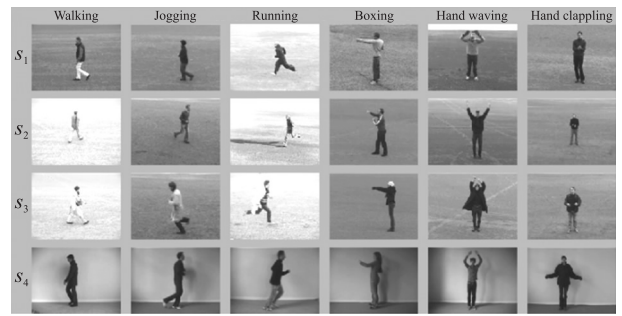 Walking Jogging Running Boxing Hand waving Hand clappling
S1
S2
S3
S4